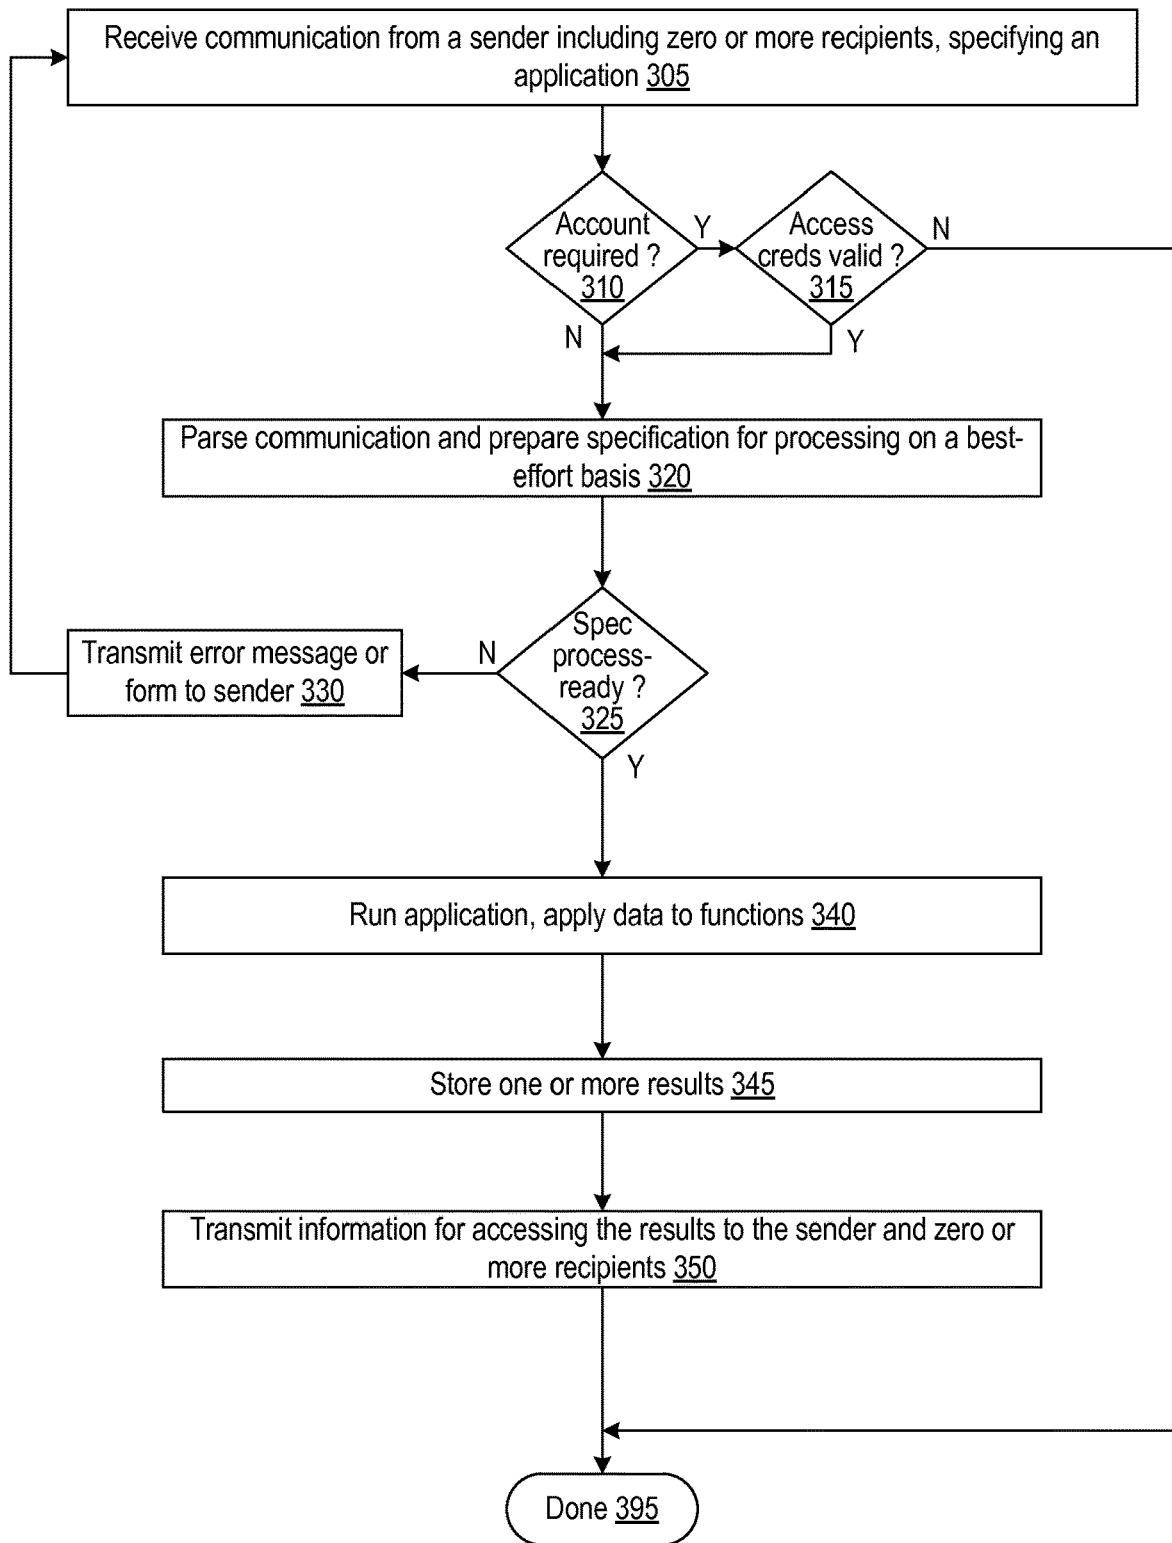 Receive communication from a sender including zero or more recipients, specifying an
application 305
Account
required ?
310
Y
Access
creds valid ?
315
N
N
Y
Parse communication and prepare specification for processing on a best-
effort basis 320
Spec
process-
ready ?
325
N
Transmit error message or
form to sender 330
Y
Run application, apply data to functions 340
Store one or more results 345
Transmit information for accessing the results to the sender and zero or
more recipients 350
Done 395